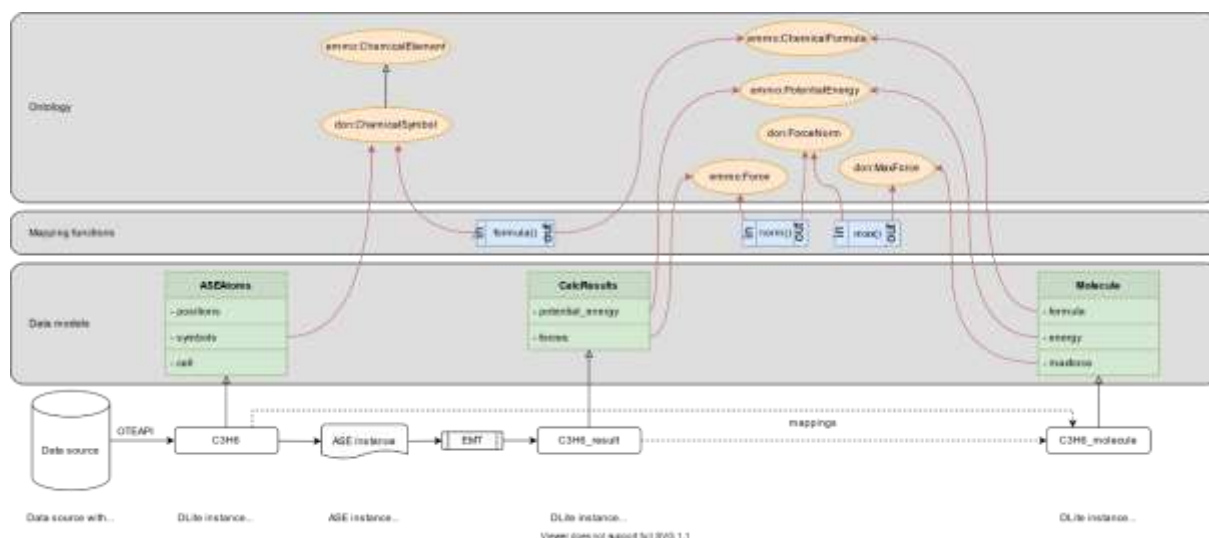 emmo:ChemicalElement
emmo:ChemicalFormula
emmo:PotentialEnergy
Ontology
don:ChemicalSymbol
don:ForceNorm
don:MaxForce
emmo:Force
Mapping functions
in formula() out
in norm() out
in max() out
ASEAtoms
CalcResults
Molecule
- positions
- potential_energy
- formula
Data models
- symbols
- forces
- energy
- cell
- maxforce
OTEAPI
mappings
Data source
C3H6
ASE instance
EMT
C3H6_result
C3H6_molecule
Data source with...
DLite instance...
ASE instance...
DLite instance...
DLite instance...
Viewer does not support full SVG 1.1